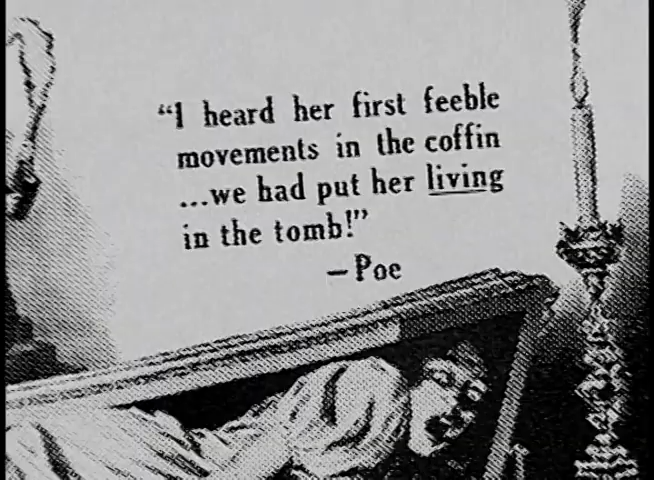 “I heard her first feeble
movements in the coffin
...we had put her living
in the tomb!”
—Poe